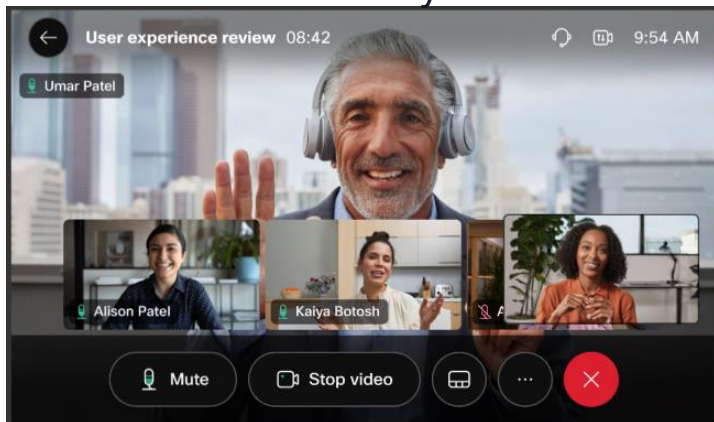 User experience review 08:42
9:54 AM
Umar Patel
Alison Patel
Kaiya Botosh
A
Mute
Stop video